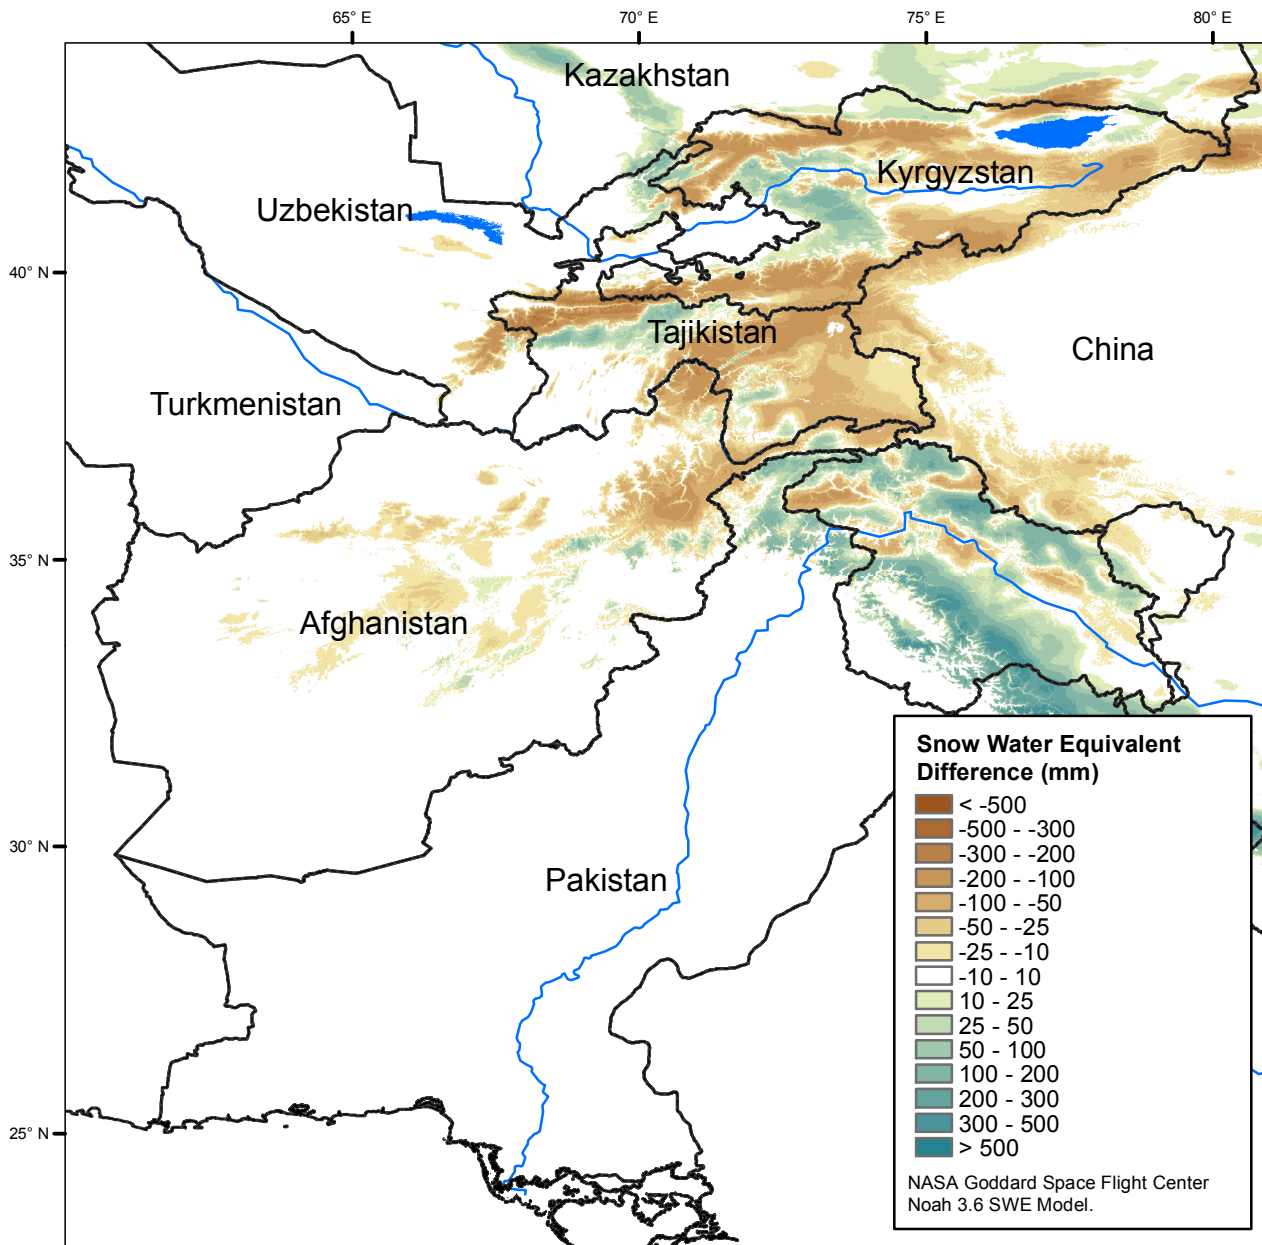 65° E
70° E
75° E
80° E
Kazakhstan
Kyrgyzstan
Uzbekistan
40° N
Tajikistan
China
Turkmenistan
35° N
Afghanistan
Snow Water Equivalent
Difference (mm)
< -500
-500 - -300
-300 - -200
-200 - -100
-100 - -50
-50 - -25
-25 - -10
-10 - 10
10 - 25
25 - 50
50 - 100
100 - 200
200 - 300
300 - 500
> 500
30° N
Pakistan
25° N
NASA Goddard Space Flight Center
Noah 3.6 SWE Model.